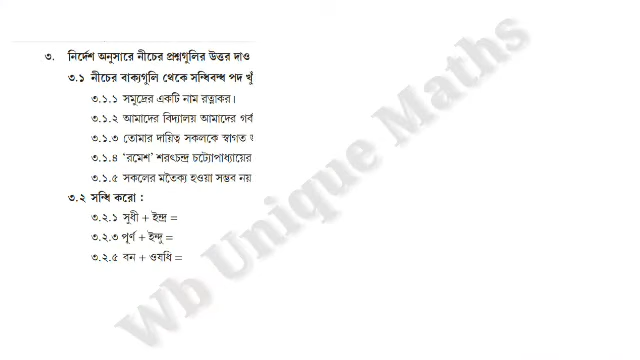 ৩. নির্দেশ অনুসারে নীচের প্রশ্নগুলির উত্তর দাও
৩.১ নীচের বাক্যগুলি থেকে সন্ধিবদ্ধ পদ
৩.১.১ সমুদ্রের একটি নাম রত্নাকর।
৩.১.২ আমাদের বিদ্যালয় আমাদের গর্ব
৩.১.৩ তোমার দায়িত্ব সকলকে স্বাগত
৩.১.৪ ‘রমেশ’ শরৎচন্দ্র চট্টোপাধ্যায়ের
৩.১.৫ সকলের মতৈক্য হওয়া সম্ভব নয়
৩.২ সন্ধি করো :
৩.২.১ সুধী + ইন্দ্র =
৩.২.৩ পূর্ণ + ইন্দু =
৩.২.৫ বন + ওষধি =
Wb Unique Maths